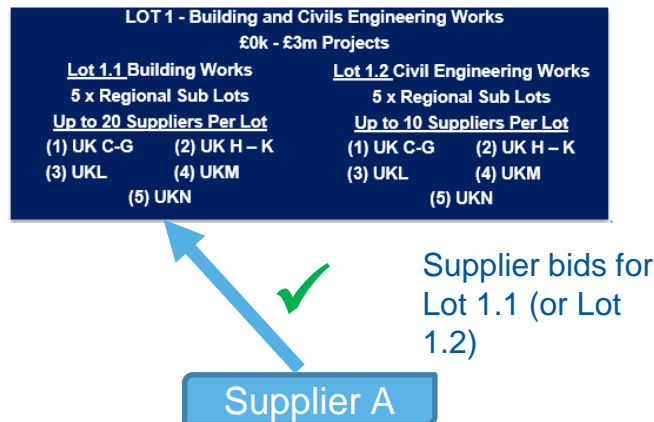 LOT 1 - Building and Civils Engineering Works
£0k - £3m Projects
Lot 1.1 Building Works
5 x Regional Sub Lots
Up to 20 Suppliers Per Lot
(1) UK C-G (2) UK H – K
(3) UKL (4) UKM
(5) UKN
Lot 1.2 Civil Engineering Works
5 x Regional Sub Lots
Up to 10 Suppliers Per Lot
(1) UK C-G (2) UK H – K
(3) UKL (4) UKM
(5) UKN
Supplier bids for
Lot 1.1 (or Lot
1.2)
Supplier A